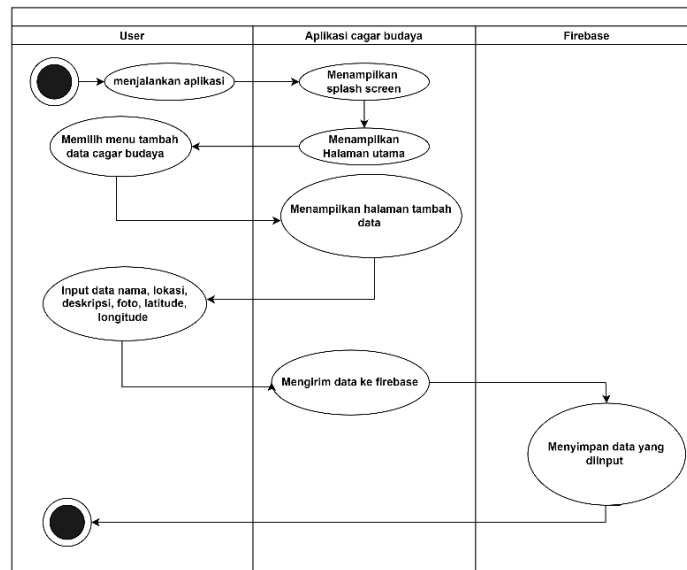 User
Aplikasi cagar budaya
Firebase
menjalankan aplikasi
Menampilkan
splash screen
Menampilkan
Halaman utama
Memilih menu tambah
data cagar budaya
Menampilkan halaman tambah
data
Input data nama, lokasi,
deskripsi, foto, latitude,
longitude
Mengirim data ke firebase
Menyimpan data yang
diinput